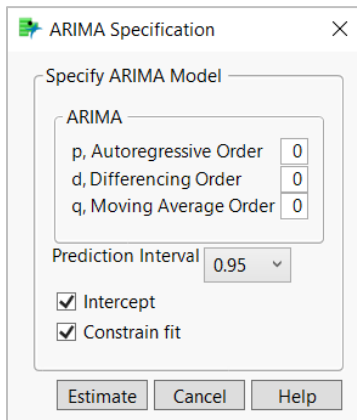 ARIMA Specification
Specify ARIMA Model
ARIMA
p, Autoregressive Order 0
d, Differencing Order 0
q, Moving Average Order 0
Prediction Interval 0.95
Intercept
Constrain fit
Estimate Cancel Help